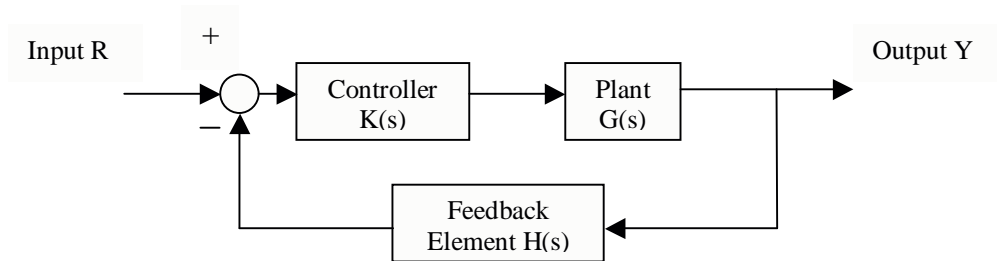 +
Input R
Output Y
Controller
K(s)
Plant
G(s)
−
Feedback
Element H(s)